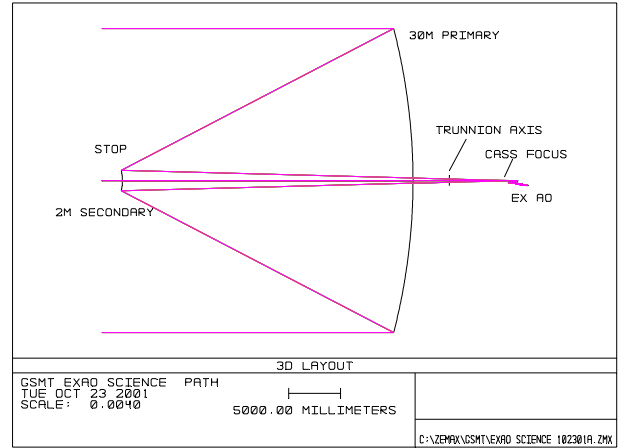 30M PRIMARY
TRUNNION AXIS
STOP
CASS FOCUS
EX AO
2M SECONDARY
3D LAYOUT
GSMT EXAO SCIENCE PATH
TUE OCT 23 2001
SCALE: 0.0040
5000.00 MILLIMETERS
C:\ZEMAX\GSMT\EXAO SCIENCE 102301A.ZMX